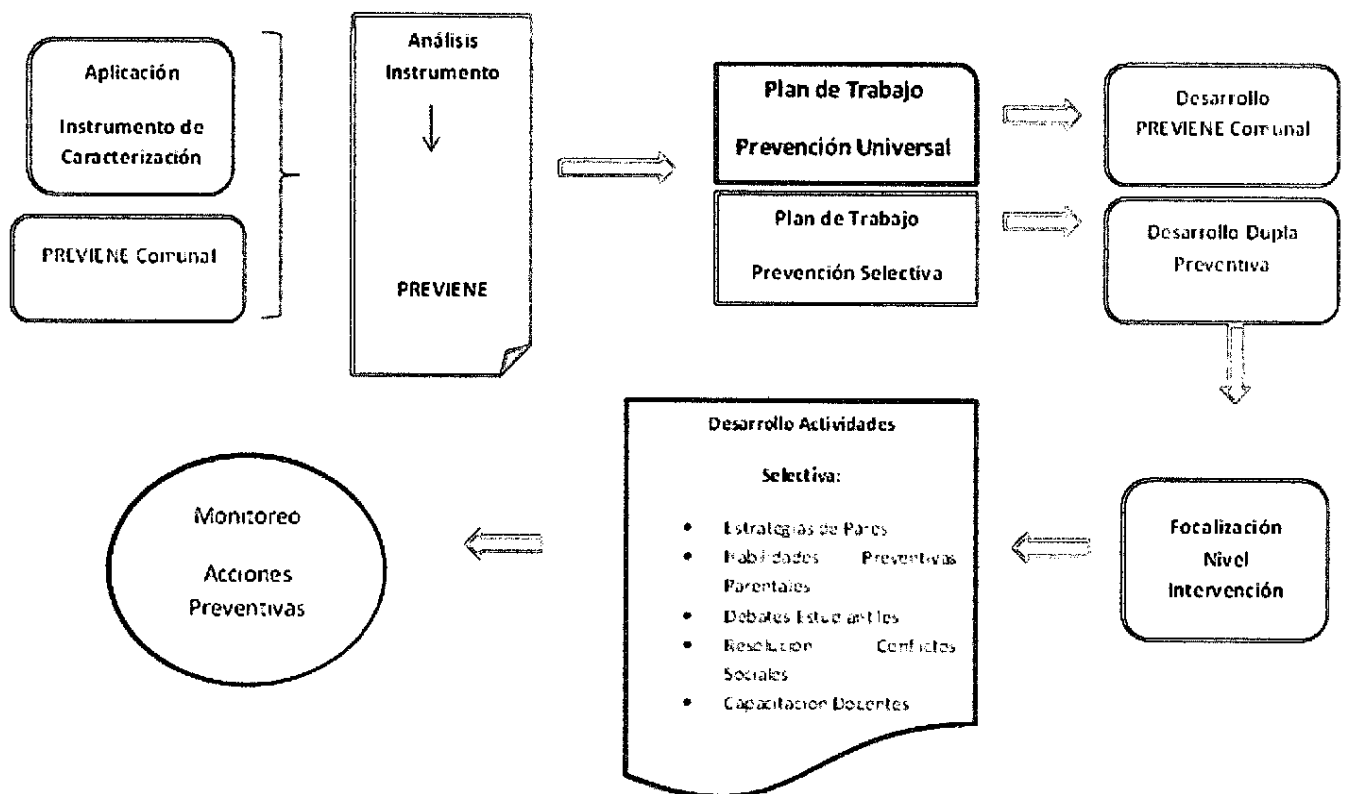 Aplicación
Instrumento de
Caracterización
PREVIENE Comunal
Análisis
Instrumento
PREVIENE
Plan de Trabajo
Prevención Universal
Plan de Trabajo
Prevención Selectiva
Desarrollo
PREVIENE Comunal
Desarrollo Dupla
Preventiva
Focalización
Nivel
Intervención
Desarrollo Actividades
Selectiva:
• Estrategias de Pares
• Habilidades Preventivas
Parentales
• Debates Estudiantiles
• Resolución Conflictos
Sociales
• Capacitación Docentes
Monitoreo
Acciones
Preventivas